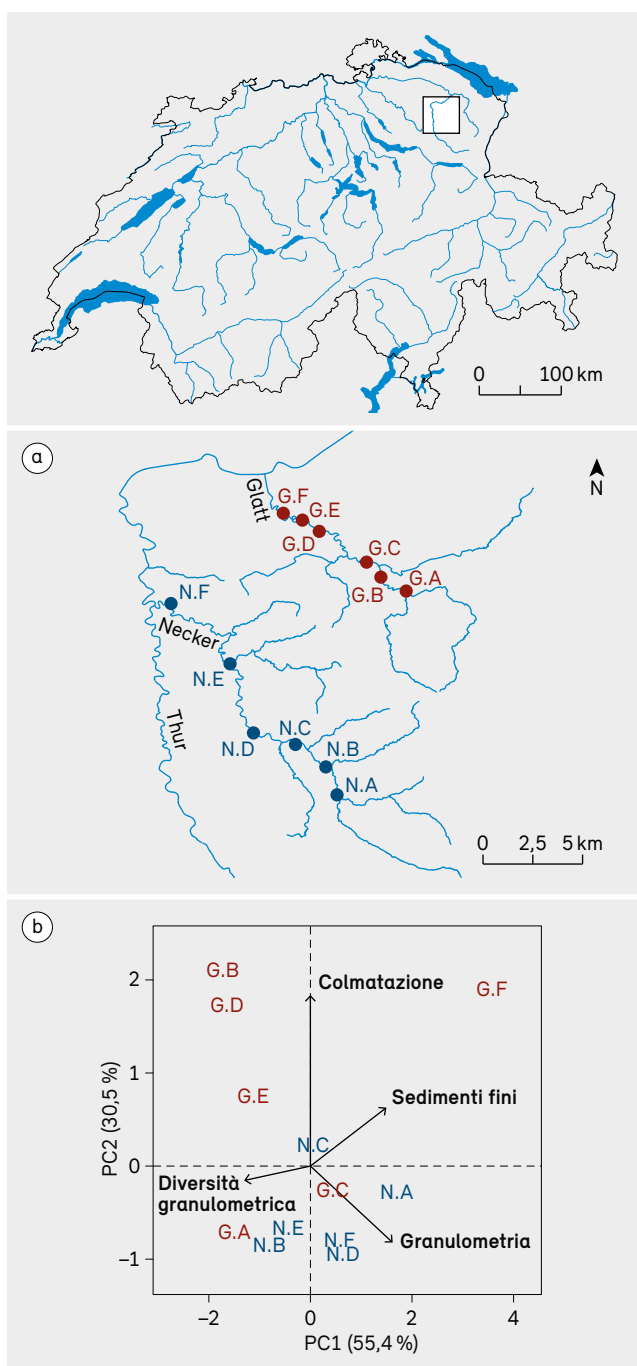 0 100 km
a
N
Glatt
G.F
G.E
G.D
G.C
G.A
G.B
N.F
Necker
N.E
Thur
N.C
N.D
N.B
N.A
0 2,5 5 km
b
G.B
Colmatazione
G.F
G.D
Sedimenti fini
G.E
N.C
Diversità
granulometrica
G.C
N.A
G.A
N.E
N.B
N.F
N.D
Granulometria
2
1
0
−1
PC2 (30,5 %)
−2 0 2 4
PC1 (55,4 %)